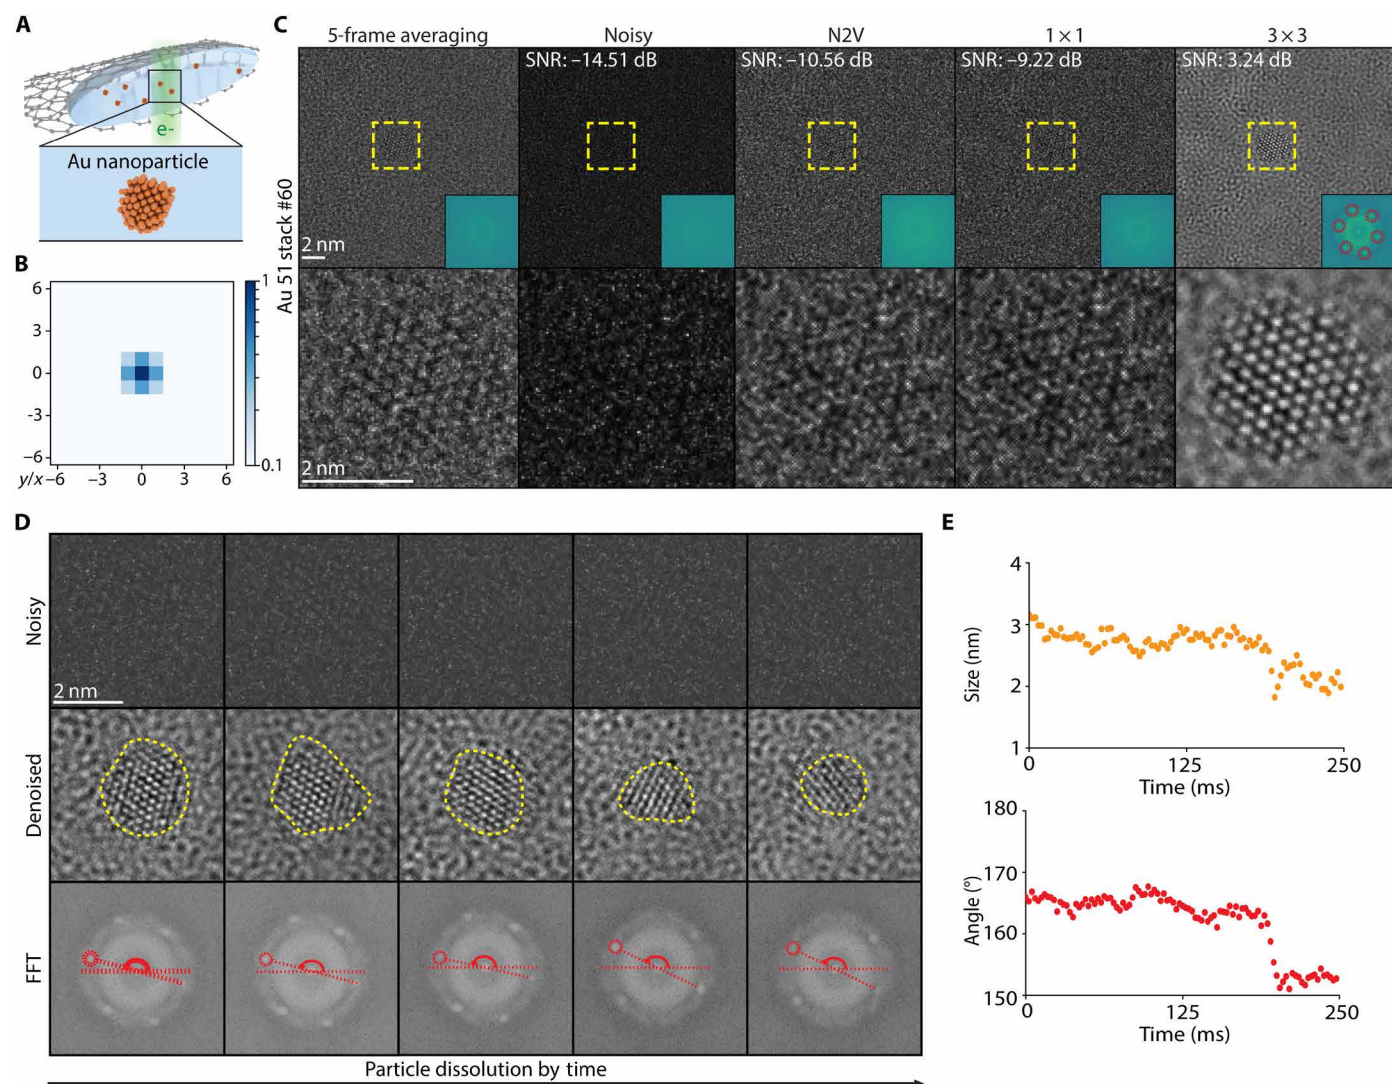 A
e-
Au nanoparticle
B
6
3
0
−3
−6
y/x −6 −3 0 3 6
1
0.1
C
5-frame averaging Noisy N2V 1 × 1 3 × 3
Au 51 stack #60
SNR: −14.51 dB SNR: −10.56 dB SNR: −9.22 dB SNR: 3.24 dB
2 nm
2 nm
D
Noisy
2 nm
Denoised
FFT
Particle dissolution by time
E
Size (nm)
4
3
2
1
0 125 250
Time (ms)
Angle (°)
180
170
160
150
0 125 250
Time (ms)